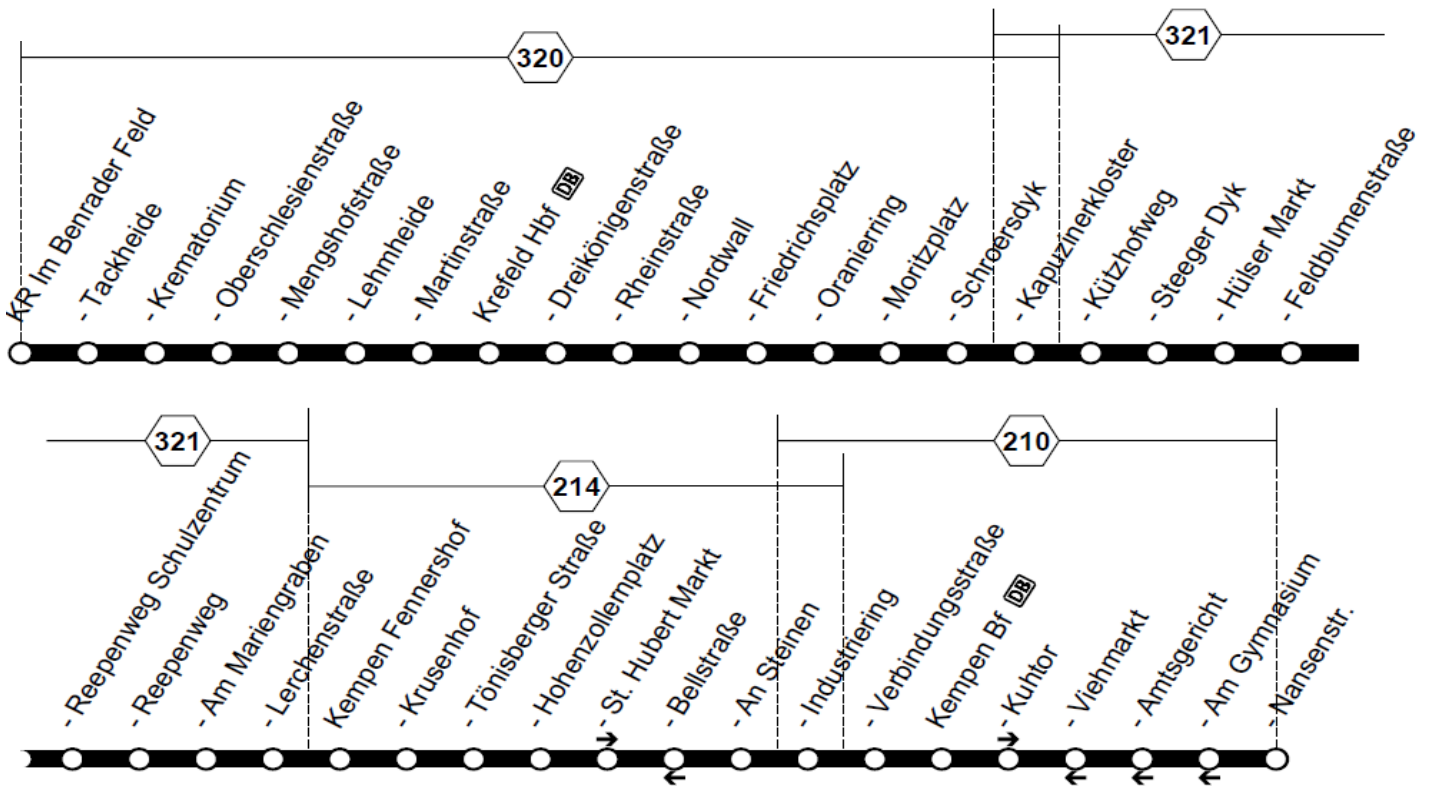 320
321
KR Im Benrader Feld
- Tackheide
- Krematorium
- Oberschlesienstraße
- Mengshofstraße
- Lehmheide
- Martinstraße
Krefeld Hbf DB
- Dreikönigenstraße
- Rheinstraße
- Nordwall
- Friedrichsplatz
- Oranierring
- Moritzplatz
- Schroersdyk
- Kapuzinerkloster
- Kützhofweg
- Steeger Dyk
- Hülser Markt
- Feldblumenstraße
321
214
210
- Reepenweg Schulzentrum
- Reepenweg
- Am Mariengraben
- Lerchenstraße
Kempen Fennershof
- Krusenhof
- Tönisberger Straße
- Hohenzollernplatz
- St. Hubert Markt
- Bellstraße
- An Steinen
- Industriering
- Verbindungsstraße
Kempen Bf DB
- Kuhtor
- Viehmarkt
- Amtsgericht
- Am Gymnasium
- Nansenstr.